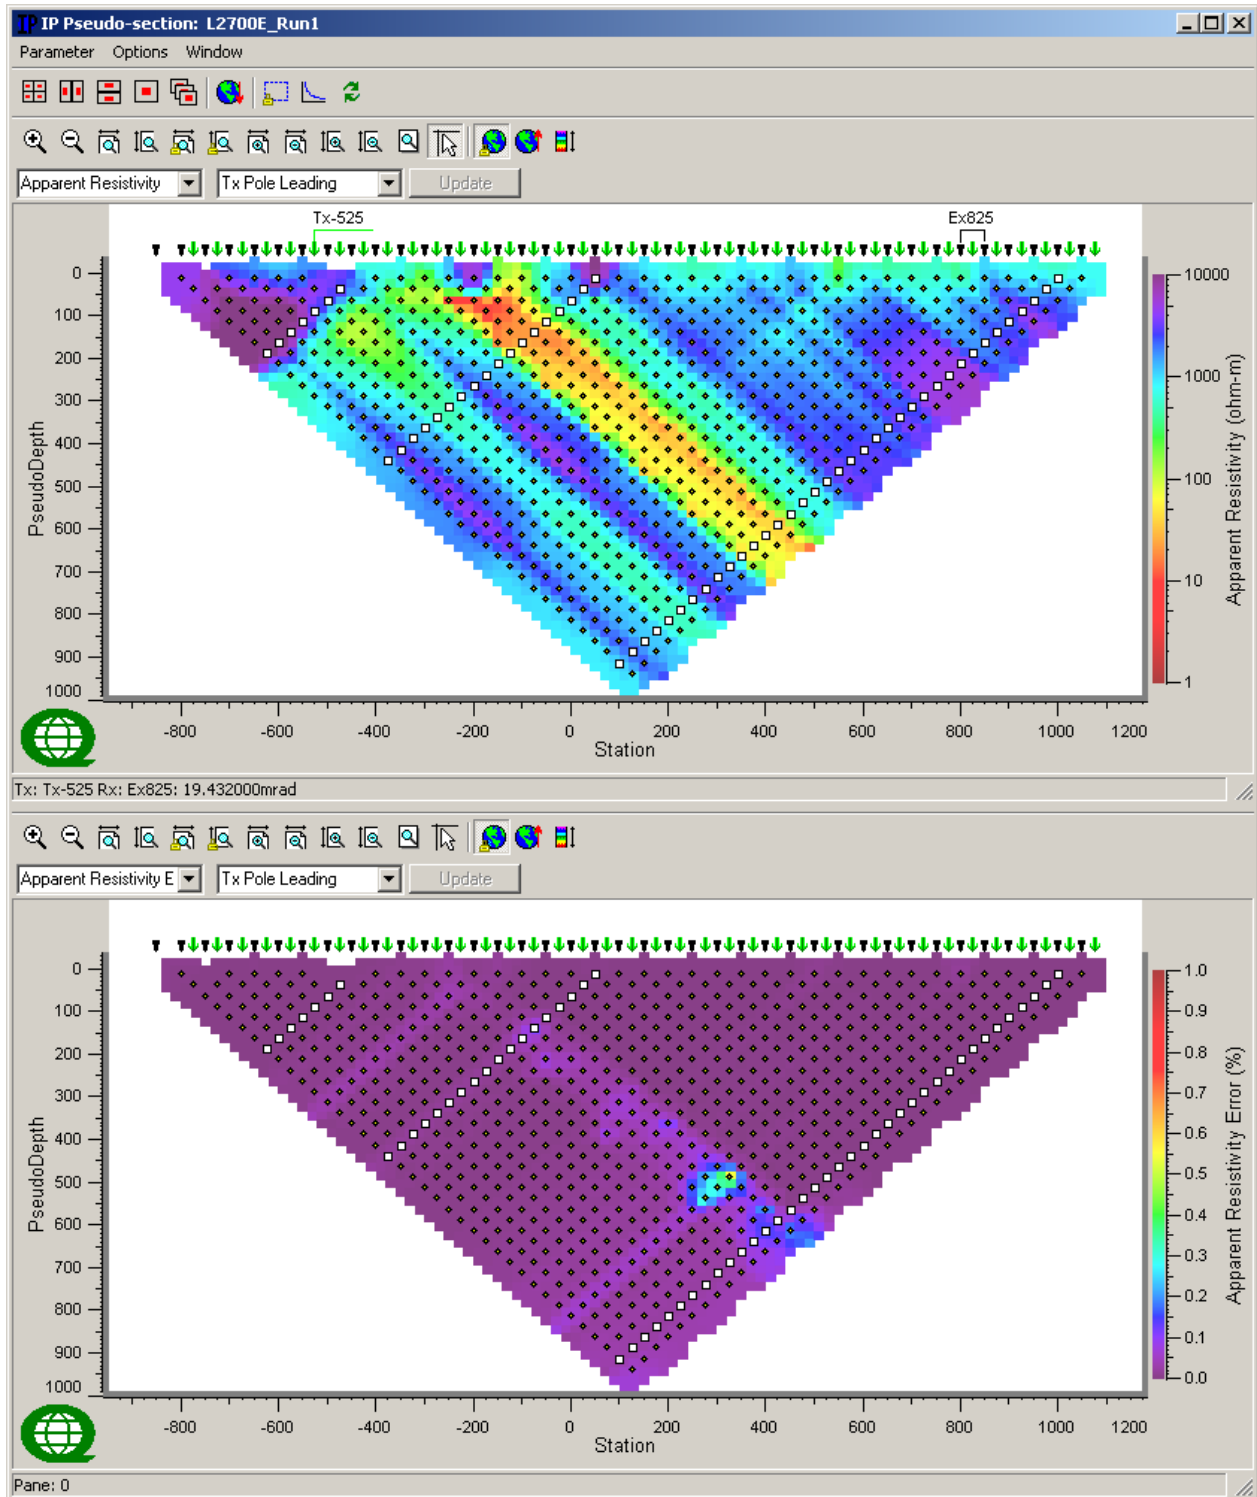 IP Pseudo-section: L2700E_Run1
Parameter Options Window
Apparent Resistivity Tx Pole Leading Update
Tx-525 Ex825
0
100
200
300
400
500
600
700
800
900
1000
PseudoDepth
-800 -600 -400 -200 0 200 400 600 800 1000 1200
Station
10000
1000
100
10
1
Apparent Resistivity (ohm-m)
Tx: Tx-525 Rx: Ex825: 19.432000mrad
Apparent Resistivity E Tx Pole Leading Update
0
100
200
300
400
500
600
700
800
900
1000
PseudoDepth
-800 -600 -400 -200 0 200 400 600 800 1000 1200
Station
1.0
0.9
0.8
0.7
0.6
0.5
0.4
0.3
0.2
0.1
0.0
Apparent Resistivity Error (%)
Pane: 0